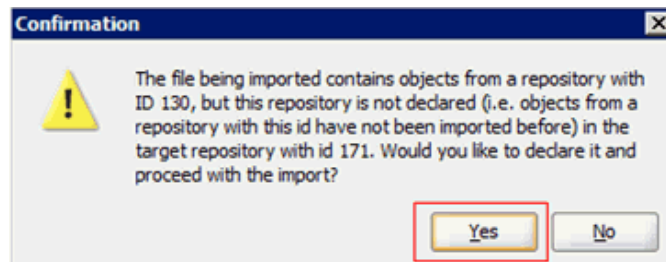 Confirmation
The file being imported contains objects from a repository with
ID 130, but this repository is not declared (i.e. objects from a
repository with this id have not been imported before) in the
target repository with id 171. Would you like to declare it and
proceed with the import?
Yes No